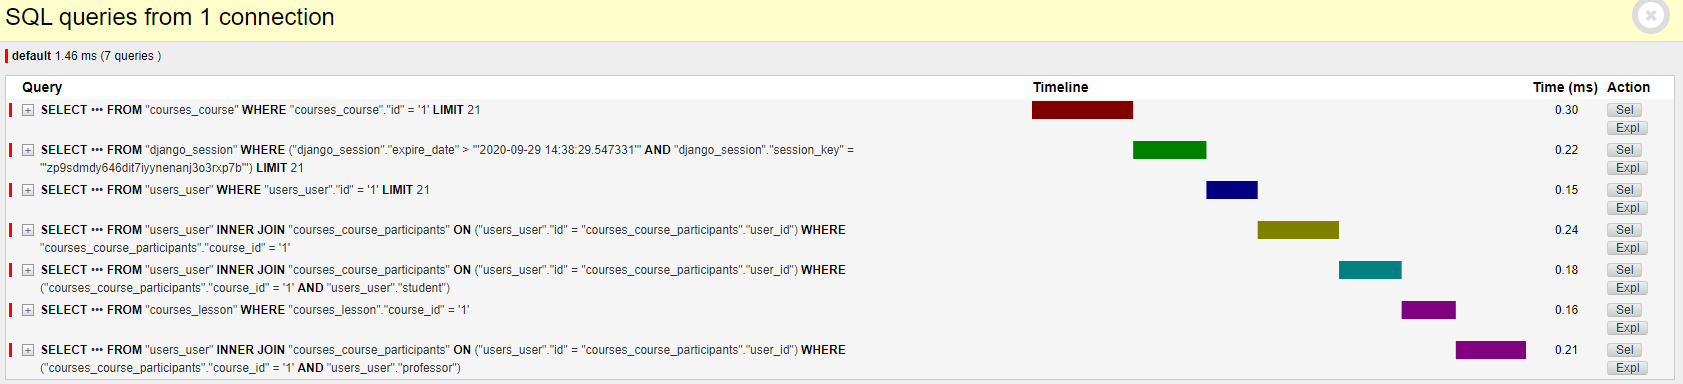 SQL queries from 1 connection
default 1.46 ms (7 queries )
Query Timeline Time (ms) Action
+ SELECT ••• FROM "courses_course" WHERE "courses_course"."id" = '1' LIMIT 21 0.30 Sel
Expl
+ SELECT ••• FROM "django_session" WHERE ("django_session"."expire_date" > '"2020-09-29 14:38:29.547331"' AND "django_session"."session_key" = 0.22 Sel
'"zp9sdmdy646dit7iyynenanj3o3rxp7b"') LIMIT 21 Expl
+ SELECT ••• FROM "users_user" WHERE "users_user"."id" = '1' LIMIT 21 0.15 Sel
Expl
+ SELECT ••• FROM "users_user" INNER JOIN "courses_course_participants" ON ("users_user"."id" = "courses_course_participants"."user_id") WHERE 0.24 Sel
"courses_course_participants"."course_id" = '1' Expl
+ SELECT ••• FROM "users_user" INNER JOIN "courses_course_participants" ON ("users_user"."id" = "courses_course_participants"."user_id") WHERE 0.18 Sel
("courses_course_participants"."course_id" = '1' AND "users_user"."student") Expl
+ SELECT ••• FROM "courses_lesson" WHERE "courses_lesson"."course_id" = '1' 0.16 Sel
Expl
+ SELECT ••• FROM "users_user" INNER JOIN "courses_course_participants" ON ("users_user"."id" = "courses_course_participants"."user_id") WHERE 0.21 Sel
("courses_course_participants"."course_id" = '1' AND "users_user"."professor") Expl